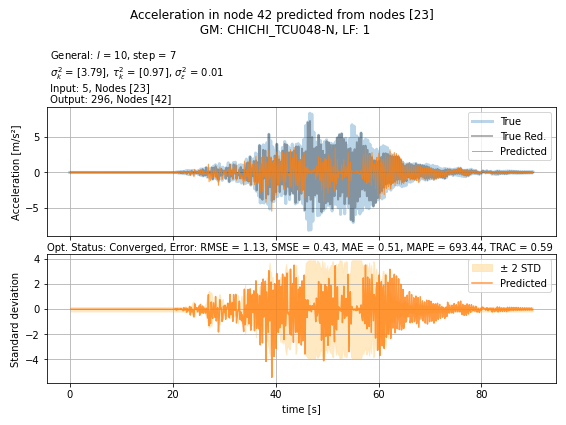 Acceleration in node 42 predicted from nodes [23]
GM: CHICHI_TCU048-N, LF: 1
General: l = 10, step = 7
σ²ₖ = [3.79], τ²ₖ = [0.97], σ²ε = 0.01
Input: 5, Nodes [23]
Output: 296, Nodes [42]
Acceleration [m/s²]
5
0
−5
True
True Red.
Predicted
Opt. Status: Converged, Error: RMSE = 1.13, SMSE = 0.43, MAE = 0.51, MAPE = 693.44, TRAC = 0.59
Standard deviation
4
2
0
−2
−4
± 2 STD
Predicted
0 20 40 60 80
time [s]